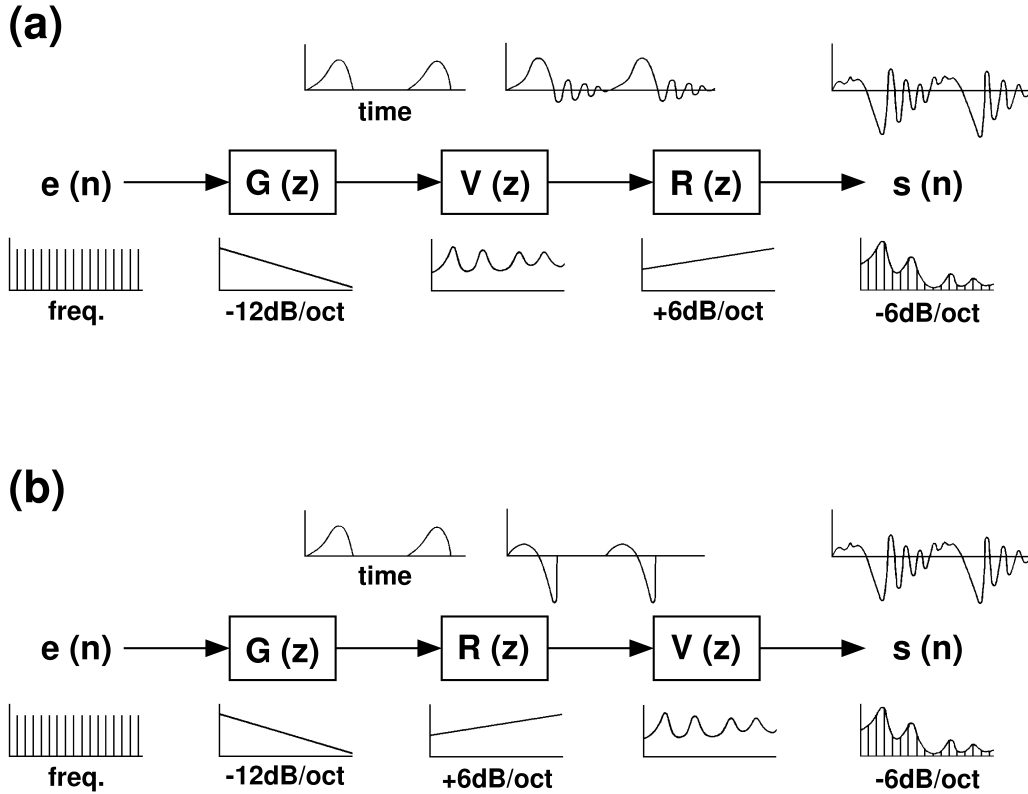 (a)
time
e (n) G (z) V (z) R (z) s (n)
freq. -12dB/oct +6dB/oct -6dB/oct
(b)
time
e (n) G (z) R (z) V (z) s (n)
freq. -12dB/oct +6dB/oct -6dB/oct